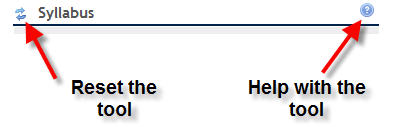 Syllabus
?
Reset the
tool
Help with the
tool